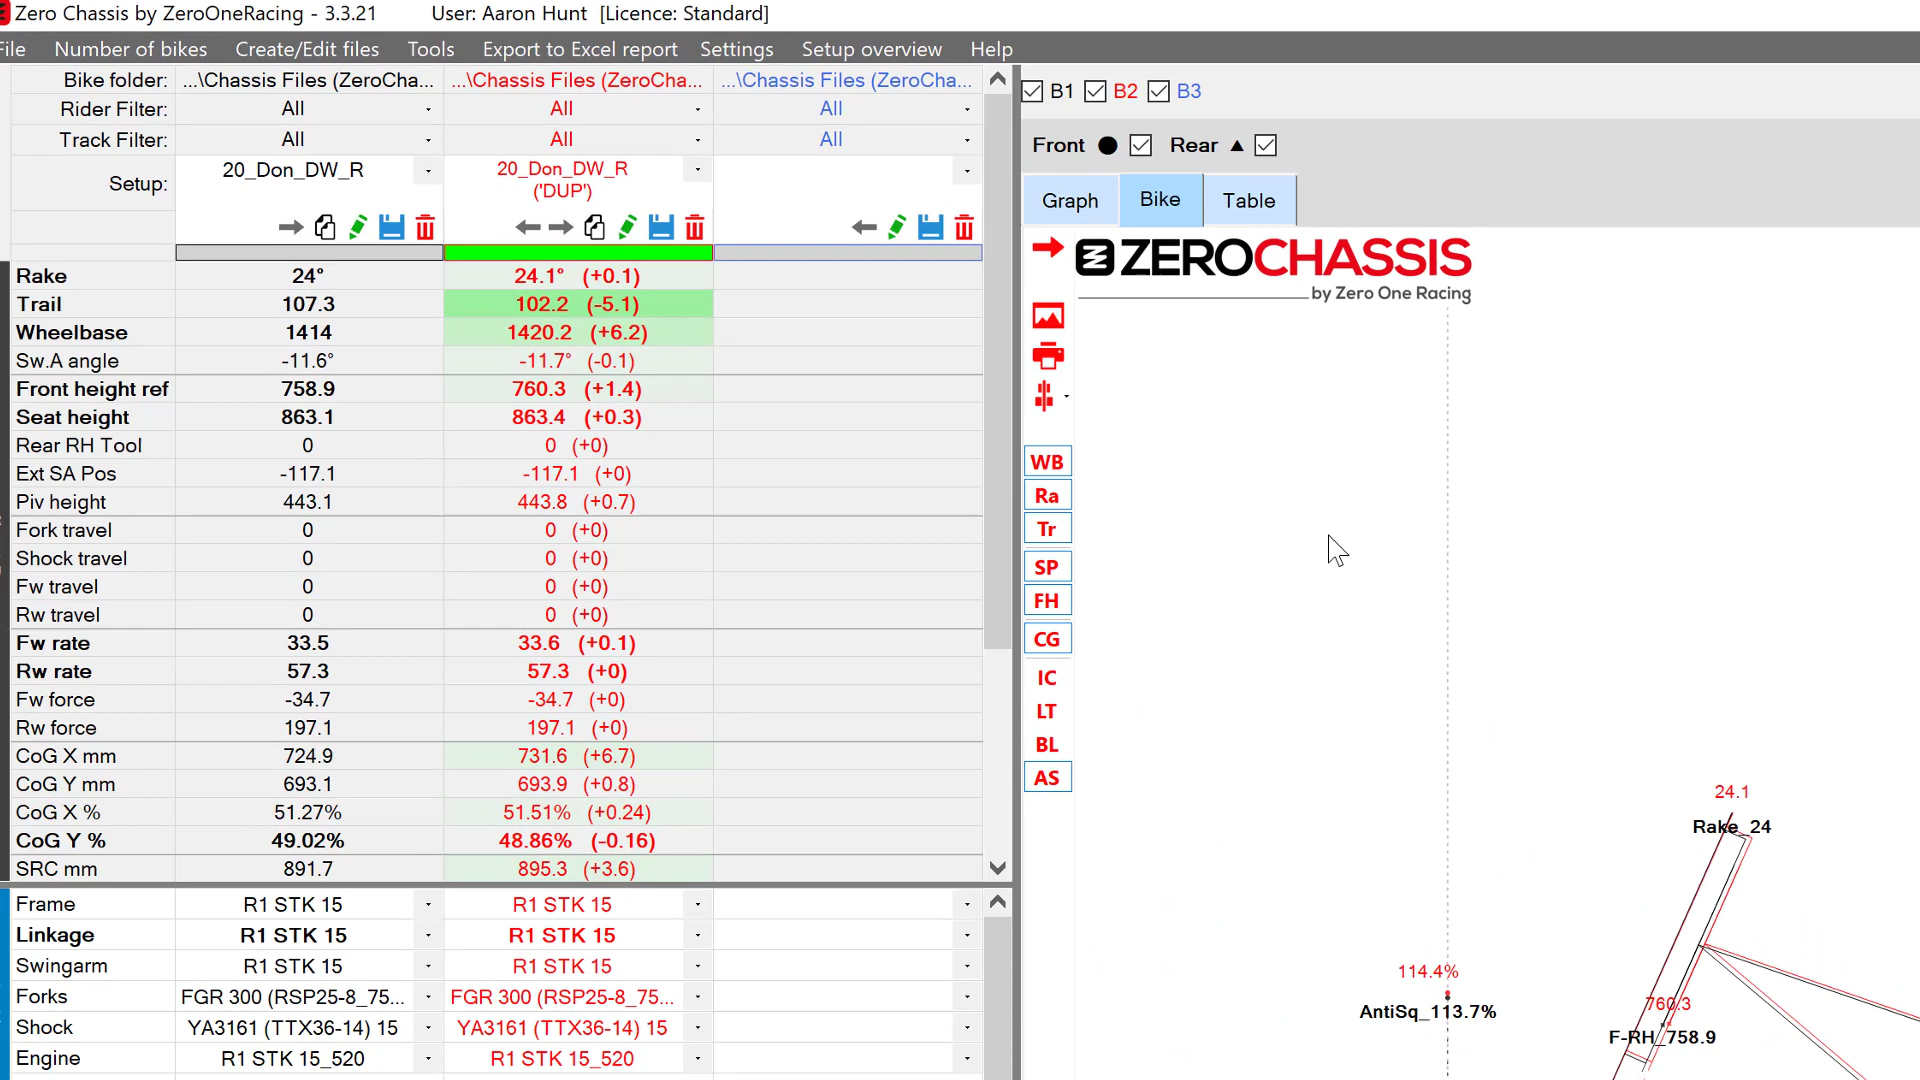 Zero Chassis by ZeroOneRacing - 3.3.21 User: Aaron Hunt [Licence: Standard]
File Number of bikes Create/Edit files Tools Export to Excel report Settings Setup overview Help
Bike folder: ...\Chassis Files (ZeroCha... ...\Chassis Files (ZeroCha... ...\Chassis Files (ZeroCha...
Rider Filter: All All All
Track Filter: All All All
Setup: 20_Don_DW_R 20_Don_DW_R
('DUP')
Rake 24° 24.1° (+0.1)
Trail 107.3 102.2 (-5.1)
Wheelbase 1414 1420.2 (+6.2)
Sw.A angle -11.6° -11.7° (-0.1)
Front height ref 758.9 760.3 (+1.4)
Seat height 863.1 863.4 (+0.3)
Rear RH Tool 0 0 (+0)
Ext SA Pos -117.1 -117.1 (+0)
Piv height 443.1 443.8 (+0.7)
Fork travel 0 0 (+0)
Shock travel 0 0 (+0)
Fw travel 0 0 (+0)
Rw travel 0 0 (+0)
Fw rate 33.5 33.6 (+0.1)
Rw rate 57.3 57.3 (+0)
Fw force -34.7 -34.7 (+0)
Rw force 197.1 197.1 (+0)
CoG X mm 724.9 731.6 (+6.7)
CoG Y mm 693.1 693.9 (+0.8)
CoG X % 51.27% 51.51% (+0.24)
CoG Y % 49.02% 48.86% (-0.16)
SRC mm 891.7 895.3 (+3.6)
Frame R1 STK 15 R1 STK 15
Linkage R1 STK 15 R1 STK 15
Swingarm R1 STK 15 R1 STK 15
Forks FGR 300 (RSP25-8_75... FGR 300 (RSP25-8_75...
Shock YA3161 (TTX36-14) 15 YA3161 (TTX36-14) 15
Engine R1 STK 15_520 R1 STK 15_520
B1 B2 B3
Front Rear
Graph Bike Table
ZEROCHASSIS
by Zero One Racing
WB
Ra
Tr
SP
FH
CG
IC
LT
BL
AS
24.1
Rake_24
114.4%
AntiSq_113.7%
760.3
F-RH_758.9